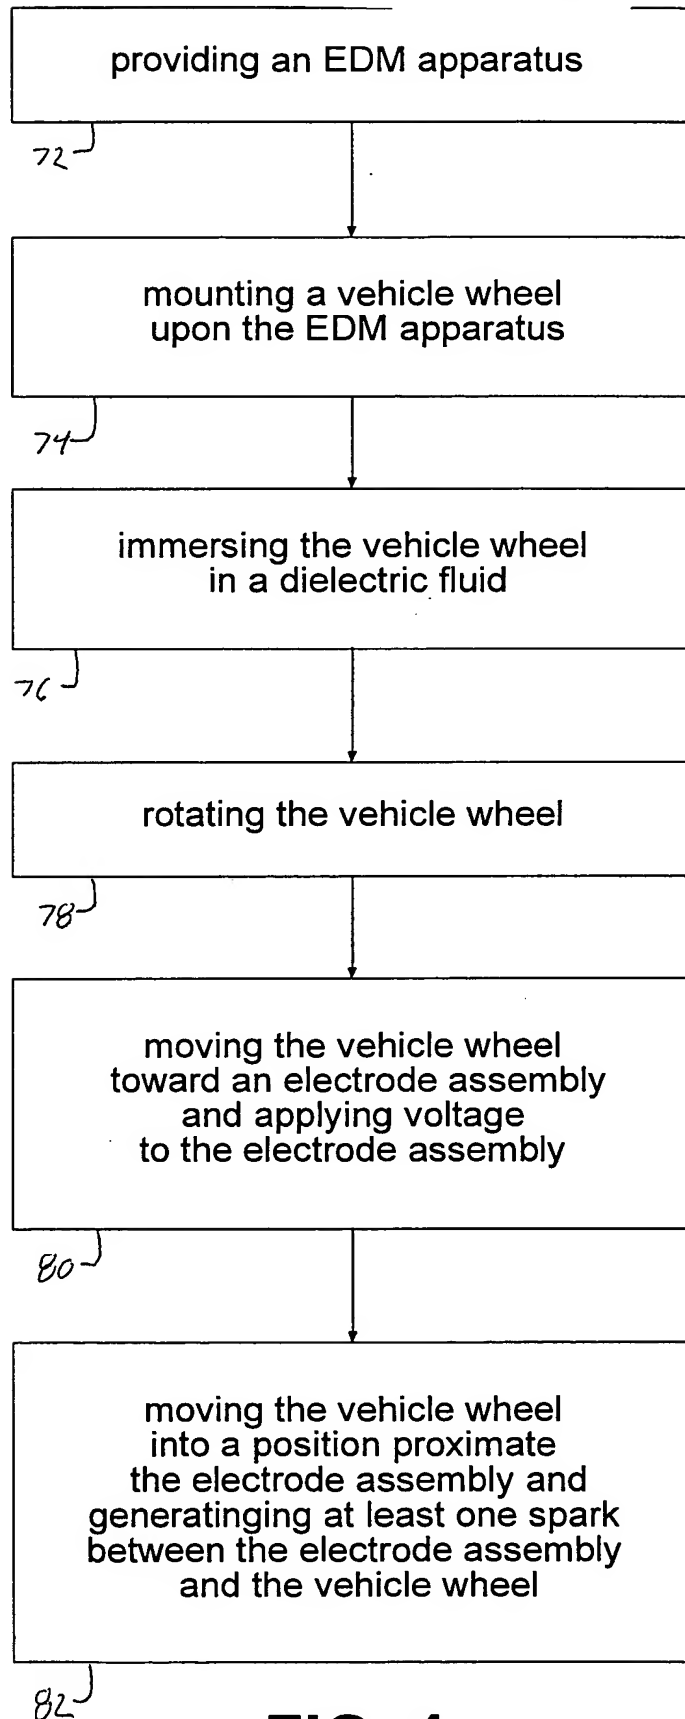 providing an EDM apparatus
72
mounting a vehicle wheel
upon the EDM apparatus
74
immersing the vehicle wheel
in a dielectric fluid
76
rotating the vehicle wheel
78
moving the vehicle wheel
toward an electrode assembly
and applying voltage
to the electrode assembly
80
moving the vehicle wheel
into a position proximate
the electrode assembly and
generatinging at least one spark
between the electrode assembly
and the vehicle wheel
82